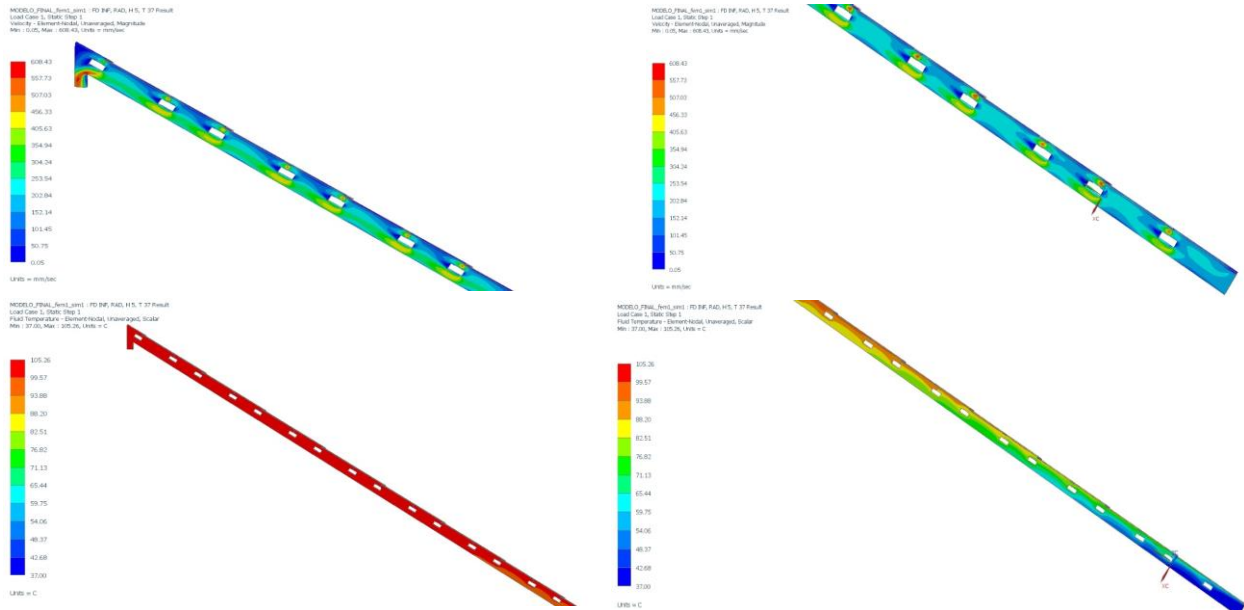 MODELO_FINAL_fem1_sim1 : FD INF, RAD, H 5, T 37 Result
Load Case 1, Static Step 1
Velocity - Element-Nodal, Unaveraged, Magnitude
Min : 0.05, Max : 608.43, Units = mm/sec
608.43
557.73
507.03
456.33
405.63
354.94
304.24
253.54
202.84
152.14
101.45
50.75
0.05
Units = mm/sec
MODELO_FINAL_fem1_sim1 : FD INF, RAD, H 5, T 37 Result
Load Case 1, Static Step 1
Velocity - Element-Nodal, Unaveraged, Magnitude
Min : 0.05, Max : 608.43, Units = mm/sec
608.43
557.73
507.03
456.33
405.63
354.94
304.24
253.54
202.84
152.14
101.45
50.75
0.05
Units = mm/sec
XC
MODELO_FINAL_fem1_sim1 : FD INF, RAD, H 5, T 37 Result
Load Case 1, Static Step 1
Fluid Temperature - Element-Nodal, Unaveraged, Scalar
Min : 37.00, Max : 105.26, Units = C
105.26
99.57
93.88
88.20
82.51
76.82
71.13
65.44
59.75
54.06
48.37
42.68
37.00
Units = C
MODELO_FINAL_fem1_sim1 : FD INF, RAD, H 5, T 37 Result
Load Case 1, Static Step 1
Fluid Temperature - Element-Nodal, Unaveraged, Scalar
Min : 37.00, Max : 105.26, Units = C
105.26
99.57
93.88
88.20
82.51
76.82
71.13
65.44
59.75
54.06
48.37
42.68
37.00
Units = C
XC